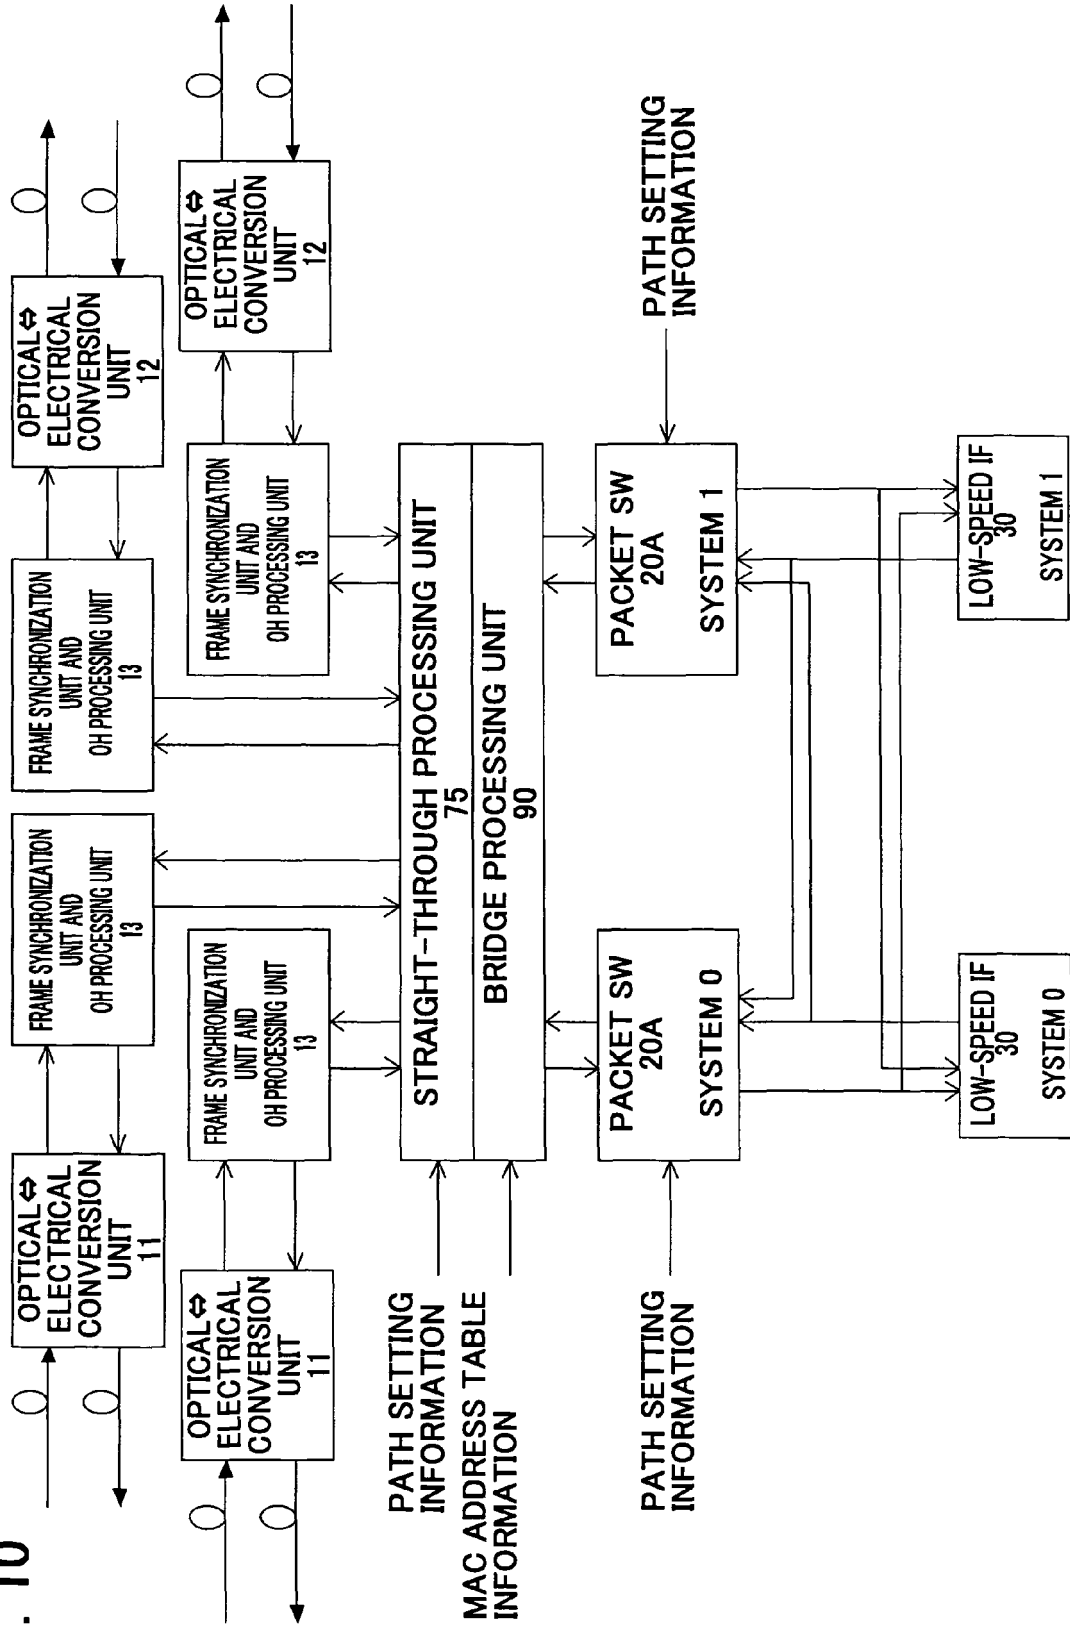 . 10
OPTICAL⇔
ELECTRICAL
CONVERSION
UNIT
11
FRAME SYNCHRONIZATION
UNIT AND
OH PROCESSING UNIT
13
FRAME SYNCHRONIZATION
UNIT AND
OH PROCESSING UNIT
13
OPTICAL⇔
ELECTRICAL
CONVERSION
UNIT
12
OPTICAL⇔
ELECTRICAL
CONVERSION
UNIT
11
FRAME SYNCHRONIZATION
UNIT AND
OH PROCESSING UNIT
13
FRAME SYNCHRONIZATION
UNIT AND
OH PROCESSING UNIT
13
OPTICAL⇔
ELECTRICAL
CONVERSION
UNIT
12
PATH SETTING
INFORMATION
MAC ADDRESS TABLE
INFORMATION
STRAIGHT-THROUGH PROCESSING UNIT
75
BRIDGE PROCESSING UNIT
90
PATH SETTING
INFORMATION
PACKET SW
20A
SYSTEM 0
PACKET SW
20A
SYSTEM 1
PATH SETTING
INFORMATION
LOW-SPEED IF
30
SYSTEM 0
LOW-SPEED IF
30
SYSTEM 1